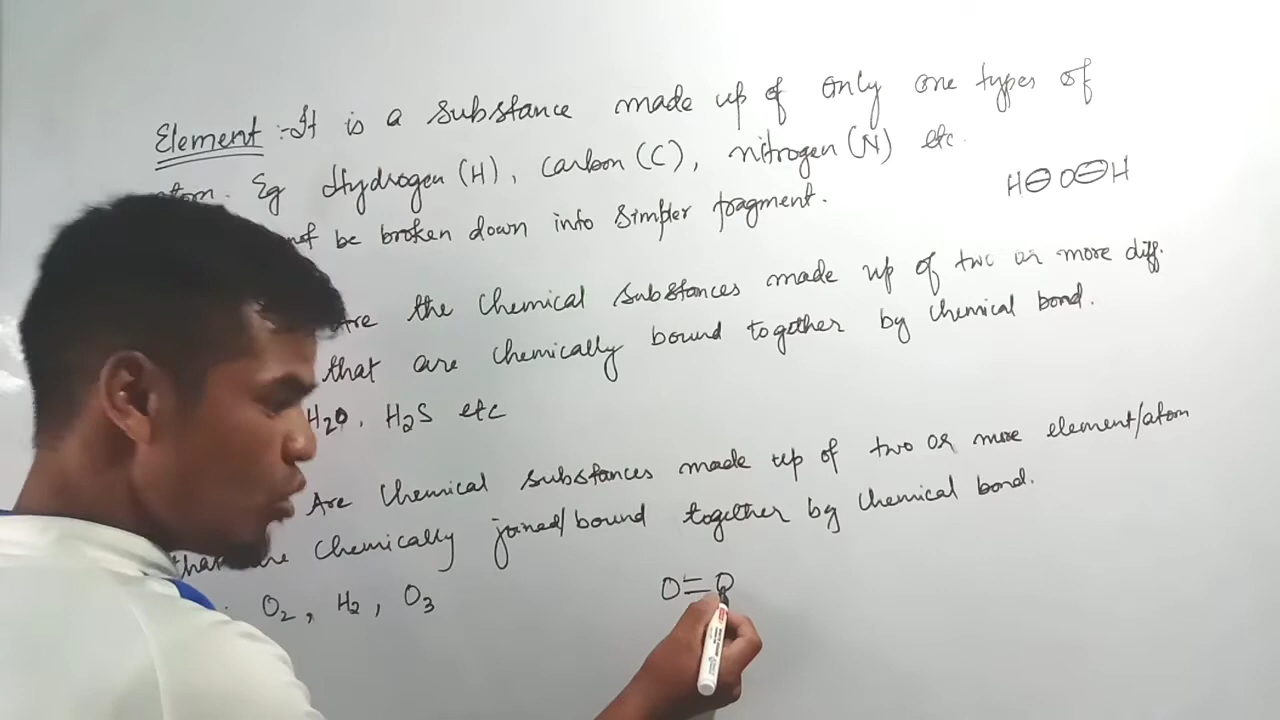 Element :- It is a substance made up of only one types of
atom. Eg Hydrogen (H), Carbon (C), nitrogen (N) etc.
be broken down into simpler fragment.
H O H
Are the chemical substances made up of two or more diff.
that are chemically bound together by chemical bond.
H2O, H2S etc
Are chemical substances made up of two or more element/atom
that are chemically joined/bound together by chemical bond.
O2, H2, O3
O=O